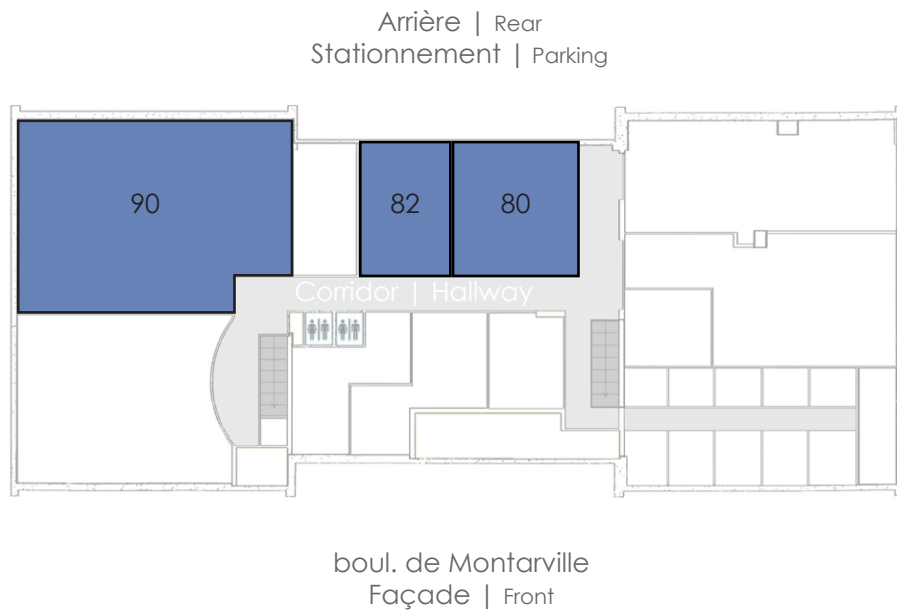 Arrière | Rear
Stationnement | Parking
90
82
80
Corridor | Hallway
boul. de Montarville
Façade | Front